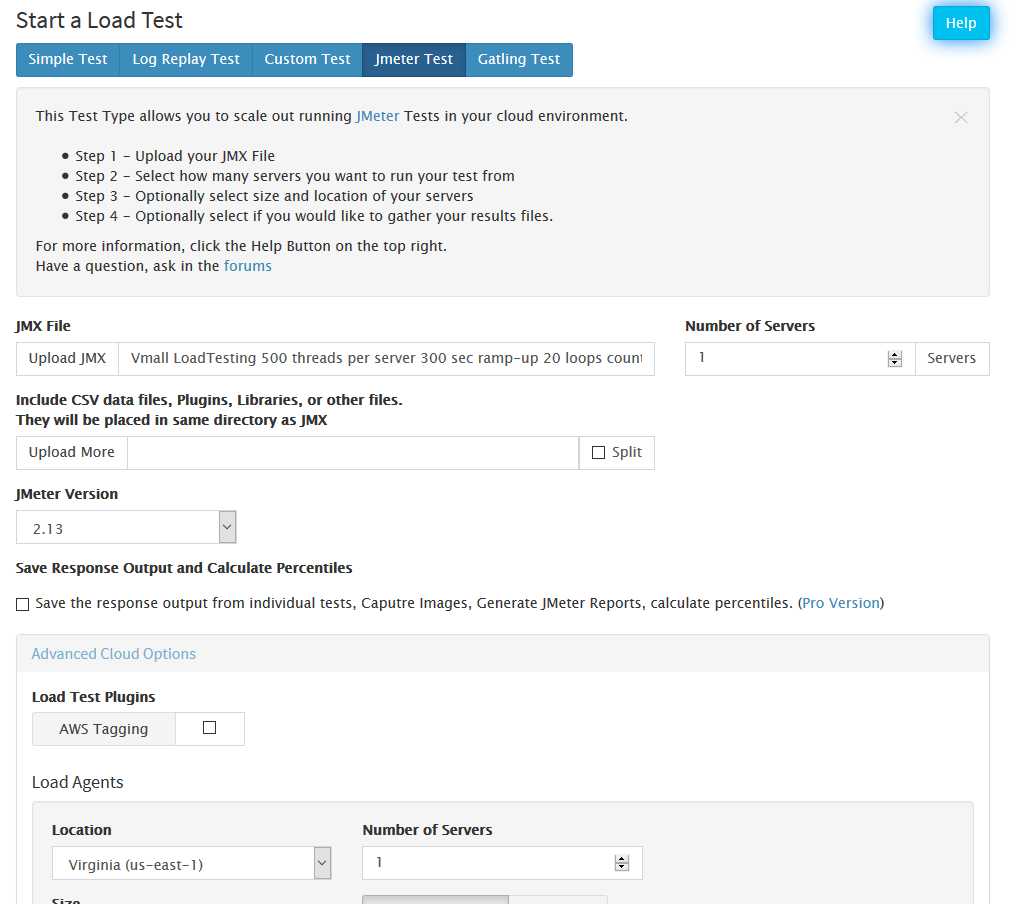 Start a Load Test
Help
Simple Test Log Replay Test Custom Test Jmeter Test Gatling Test
This Test Type allows you to scale out running JMeter Tests in your cloud environment.
Step 1 - Upload your JMX File
Step 2 - Select how many servers you want to run your test from
Step 3 - Optionally select size and location of your servers
Step 4 - Optionally select if you would like to gather your results files.
For more information, click the Help Button on the top right.
Have a question, ask in the forums
JMX File
Upload JMX Vmall LoadTesting 500 threads per server 300 sec ramp-up 20 loops count
Number of Servers
1 Servers
Include CSV data files, Plugins, Libraries, or other files.
They will be placed in same directory as JMX
Upload More Split
JMeter Version
2.13
Save Response Output and Calculate Percentiles
Save the response output from individual tests, Caputre Images, Generate JMeter Reports, calculate percentiles. (Pro Version)
Advanced Cloud Options
Load Test Plugins
AWS Tagging
Load Agents
Location
Virginia (us-east-1)
Number of Servers
1
Size